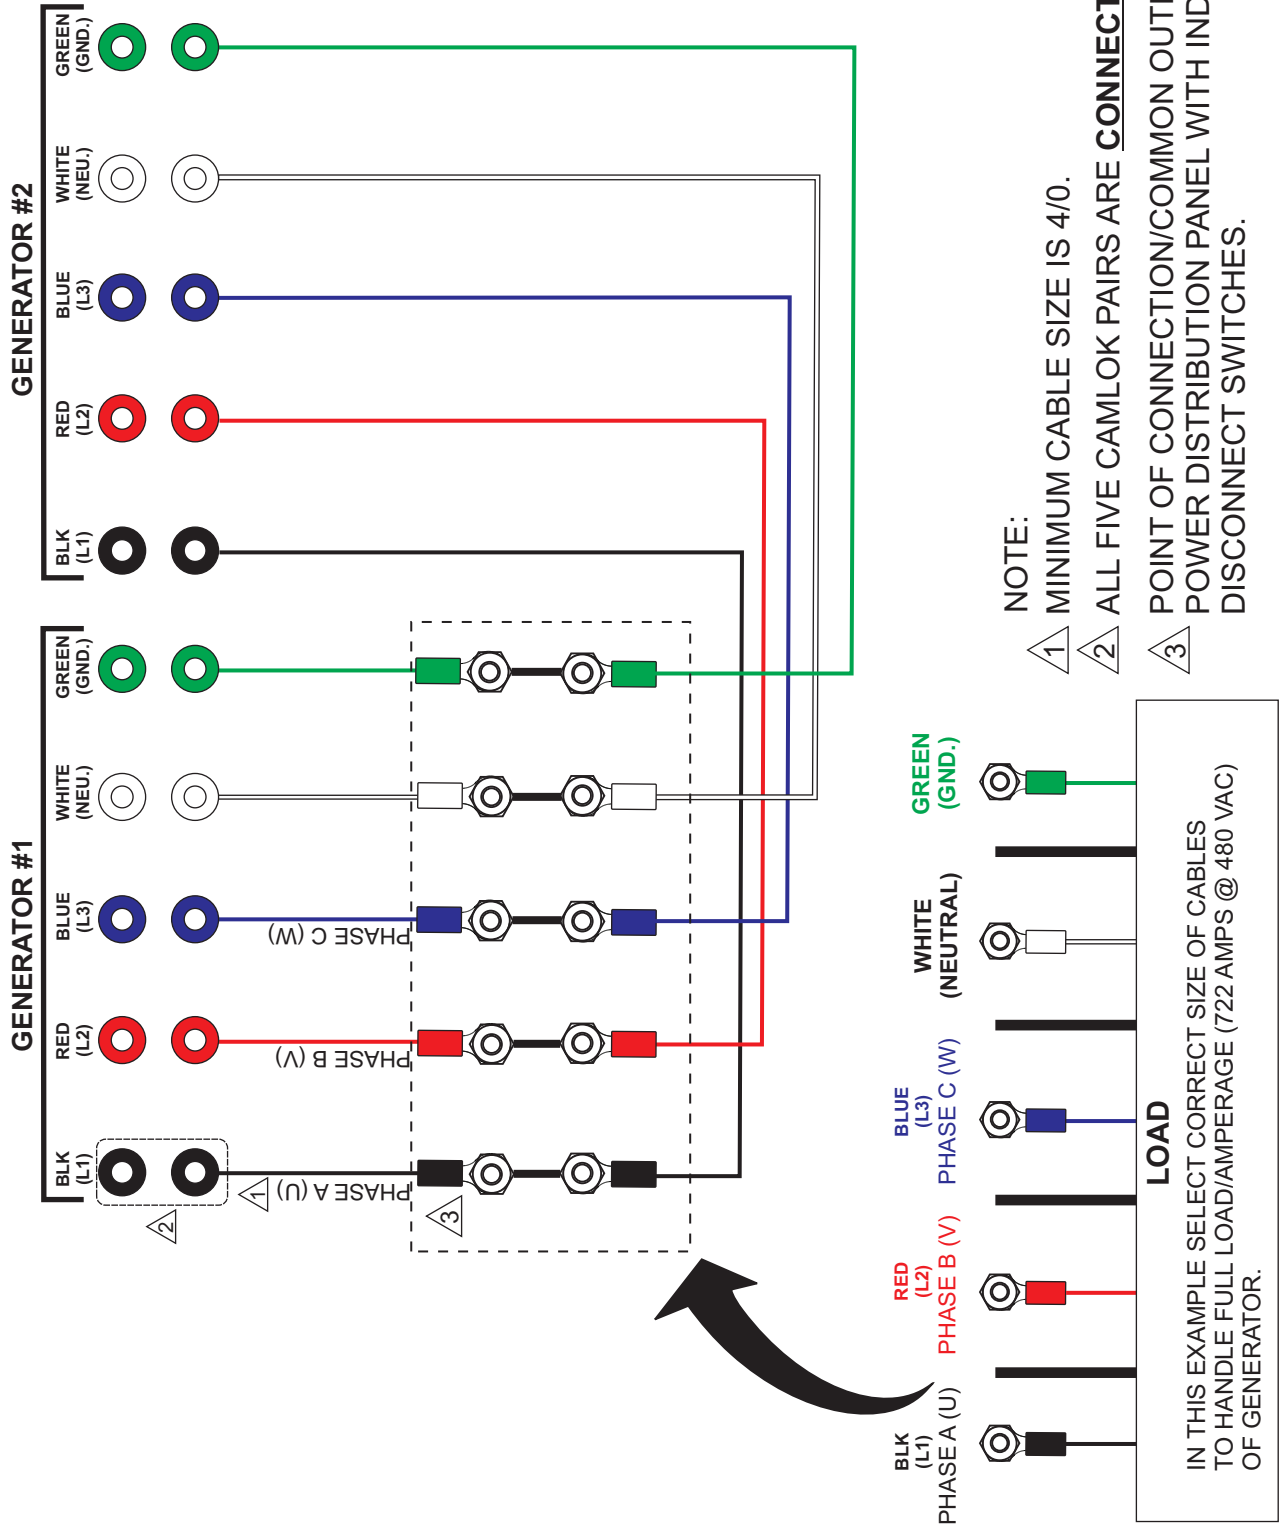 GENERATOR #1
BLK
(L1)
RED
(L2)
BLUE
(L3)
WHITE
(NEU.)
GREEN
(GND.)
GENERATOR #2
BLK
(L1)
RED
(L2)
BLUE
(L3)
WHITE
(NEU.)
GREEN
(GND.)
2
1
PHASE A (U)
PHASE B (V)
PHASE C (W)
3
BLK
(L1)
PHASE A (U)
RED
(L2)
PHASE B (V)
BLUE
(L3)
PHASE C (W)
WHITE
(NEUTRAL)
GREEN
(GND.)
LOAD
IN THIS EXAMPLE SELECT CORRECT SIZE OF CABLES
TO HANDLE FULL LOAD/AMPERAGE (722 AMPS @ 480 VAC)
OF GENERATOR.
NOTE:
1 MINIMUM CABLE SIZE IS 4/0.
2 ALL FIVE CAMLOK PAIRS ARE CONNECT
3 POINT OF CONNECTION/COMMON
POWER DISTRIBUTION PANEL WITH
DISCONNECT SWITCHES.